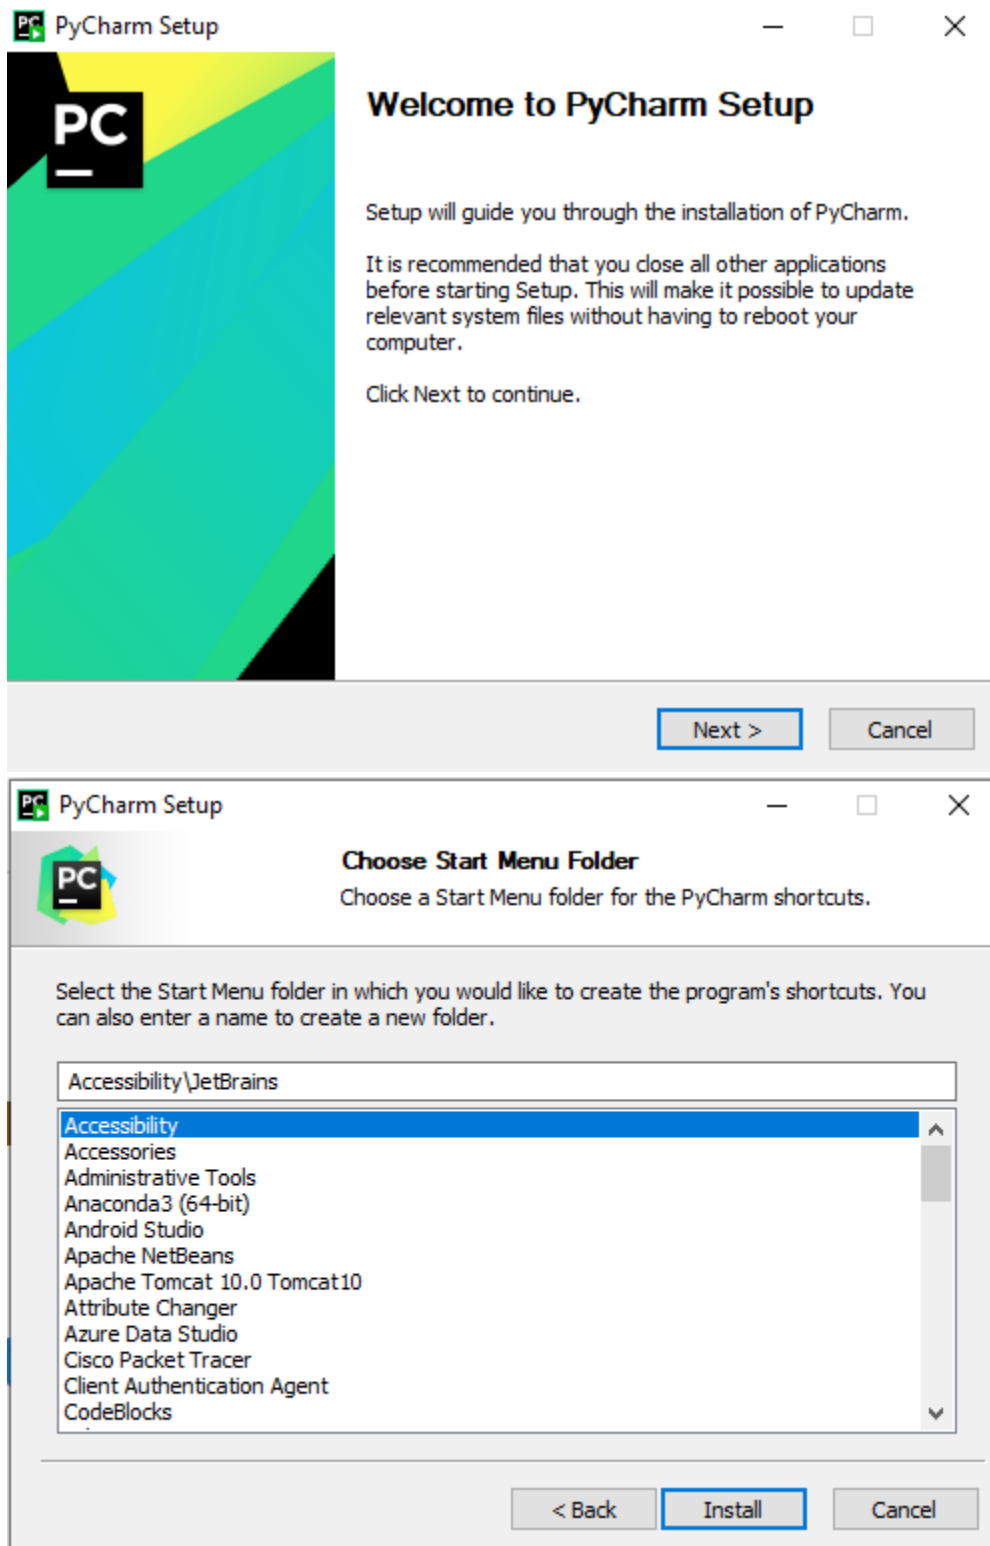 PyCharm Setup
PC
Welcome to PyCharm Setup
Setup will guide you through the installation of PyCharm.
It is recommended that you close all other applications
before starting Setup. This will make it possible to update
relevant system files without having to reboot your
computer.
Click Next to continue.
Next >
Cancel
PyCharm Setup
PC
Choose Start Menu Folder
Choose a Start Menu folder for the PyCharm shortcuts.
Select the Start Menu folder in which you would like to create the program's shortcuts. You
can also enter a name to create a new folder.
Accessibility\JetBrains
Accessibility
Accessories
Administrative Tools
Anaconda3 (64-bit)
Android Studio
Apache NetBeans
Apache Tomcat 10.0 Tomcat10
Attribute Changer
Azure Data Studio
Cisco Packet Tracer
Client Authentication Agent
CodeBlocks
< Back
Install
Cancel